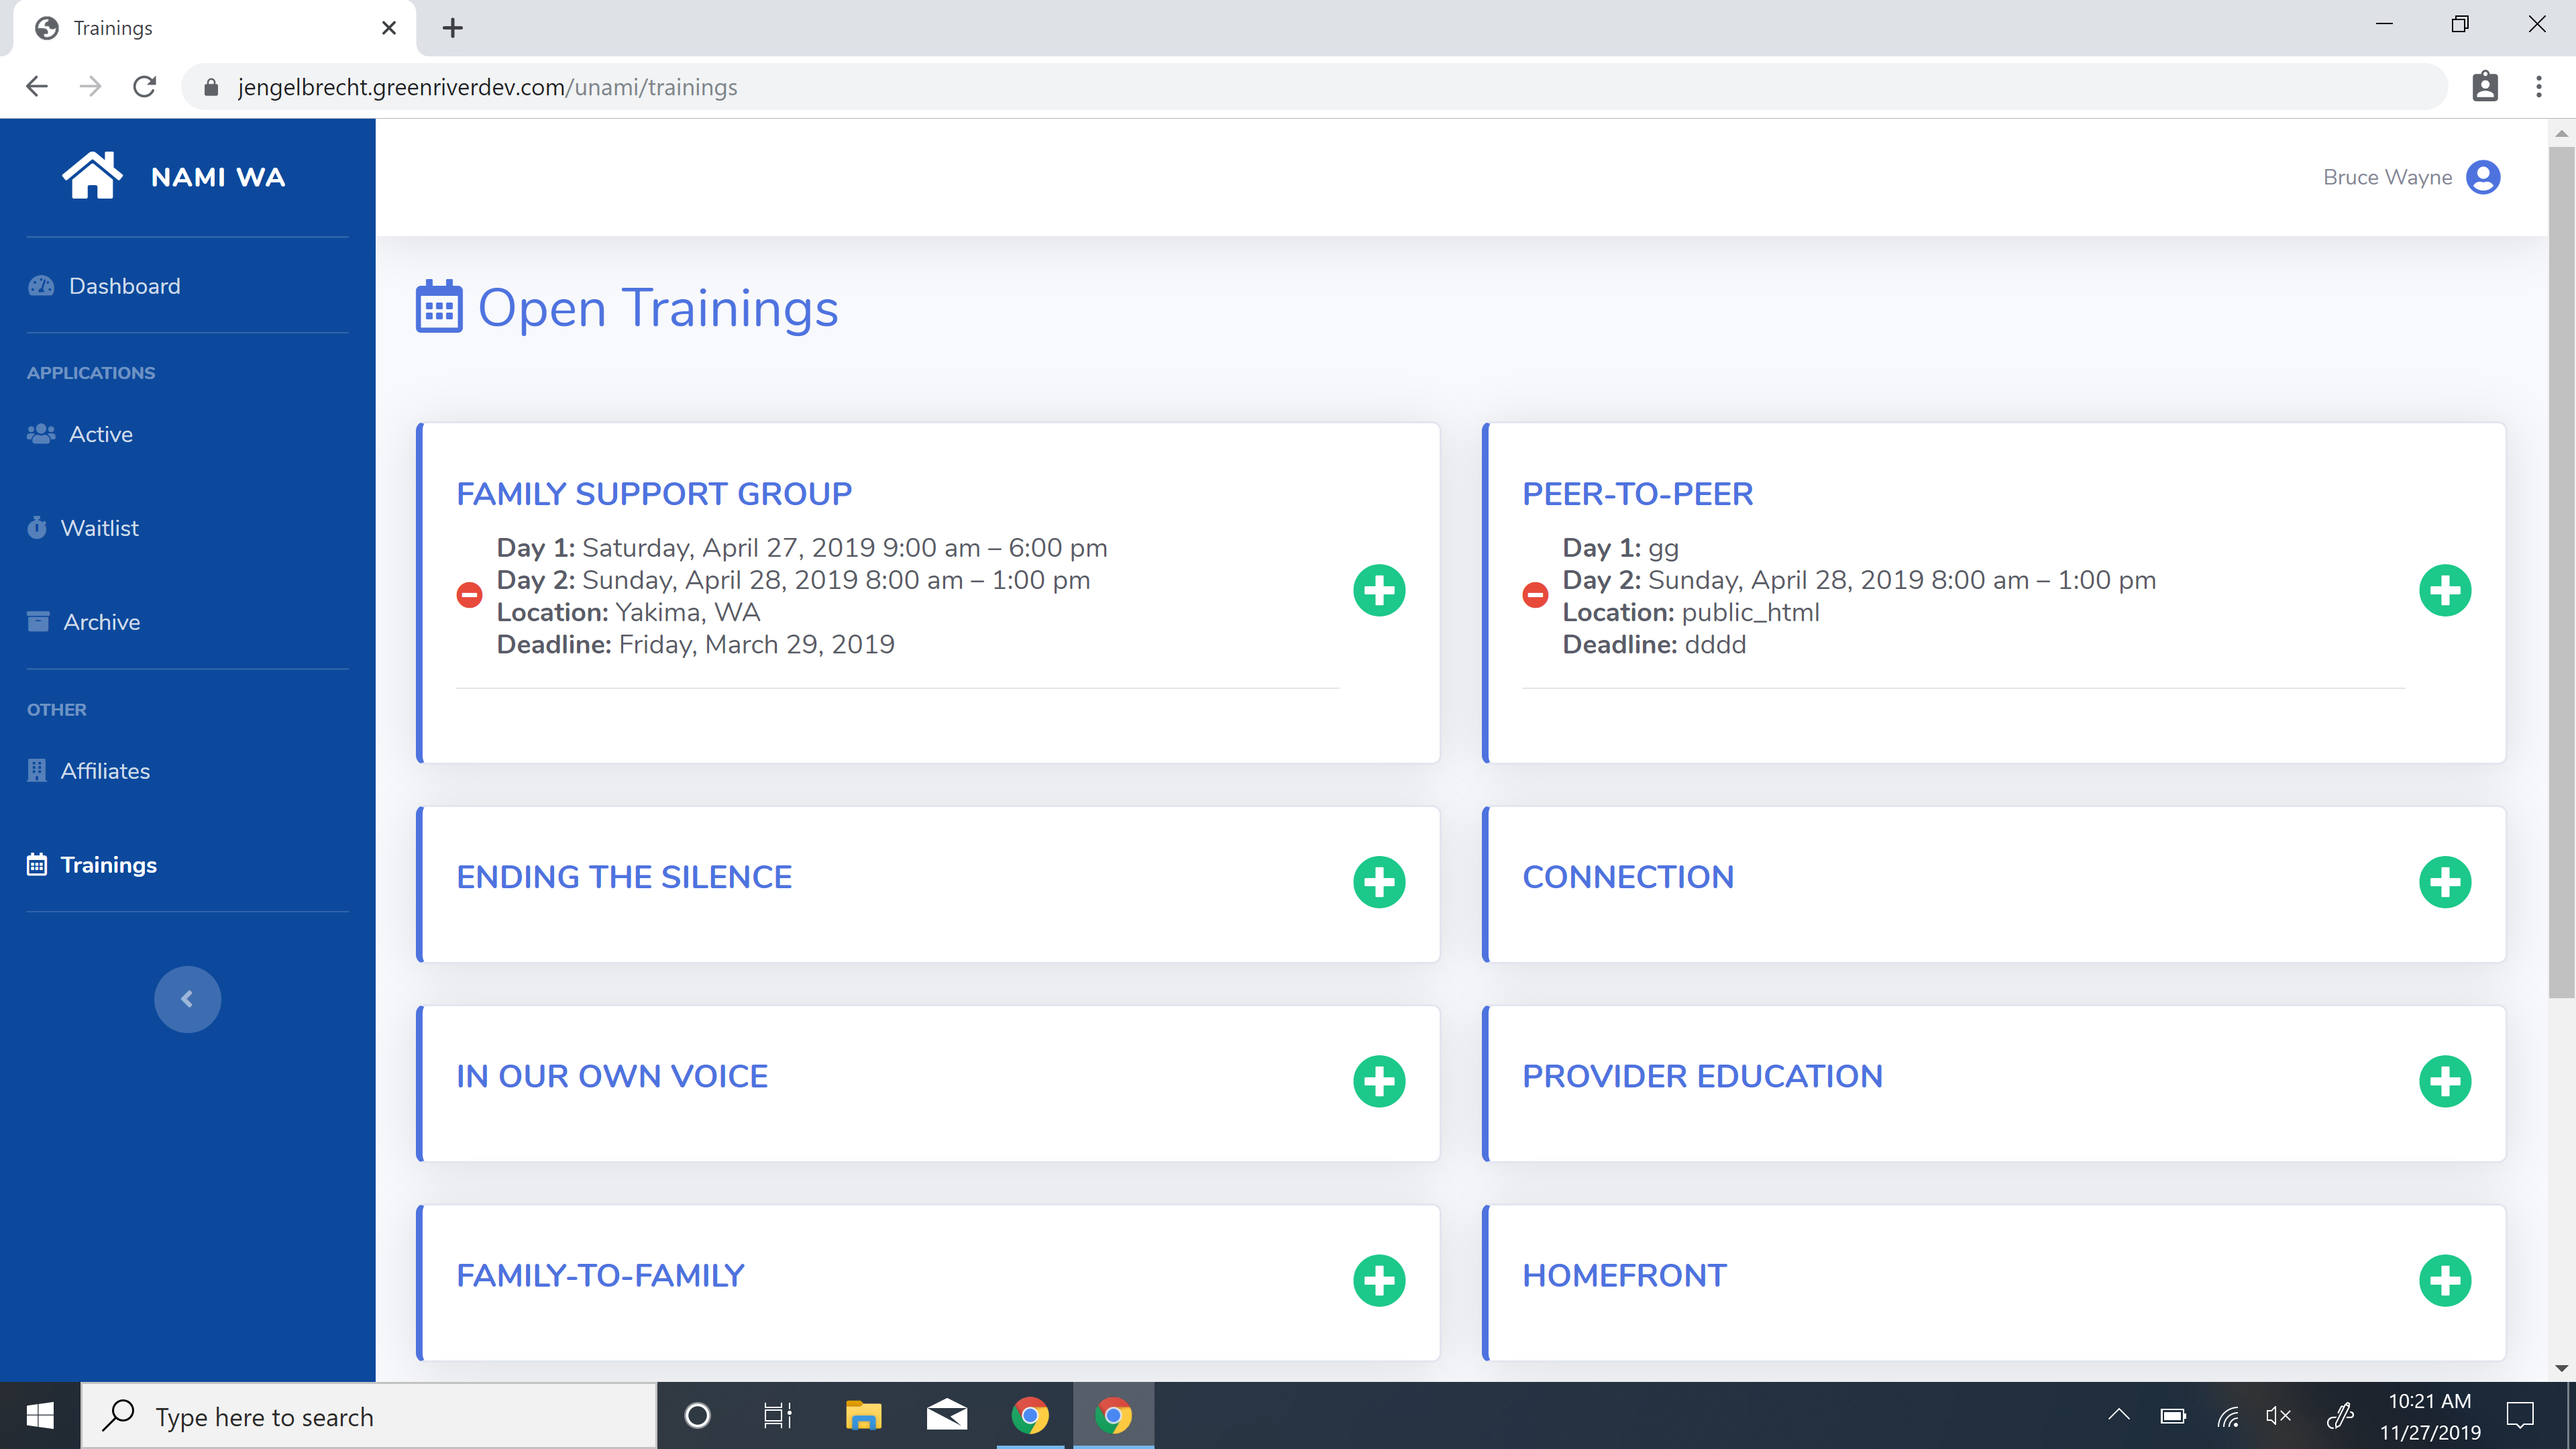 Trainings
jengelbrecht.greenriverdev.com/unami/trainings
NAMI WA
Bruce Wayne
Dashboard
APPLICATIONS
Active
Waitlist
Archive
OTHER
Affiliates
Trainings
Open Trainings
FAMILY SUPPORT GROUP
Day 1: Saturday, April 27, 2019 9:00 am – 6:00 pm
Day 2: Sunday, April 28, 2019 8:00 am – 1:00 pm
Location: Yakima, WA
Deadline: Friday, March 29, 2019
PEER-TO-PEER
Day 1: gg
Day 2: Sunday, April 28, 2019 8:00 am – 1:00 pm
Location: public_html
Deadline: dddd
ENDING THE SILENCE
CONNECTION
IN OUR OWN VOICE
PROVIDER EDUCATION
FAMILY-TO-FAMILY
HOMEFRONT
Type here to search
10:21 AM
11/27/2019